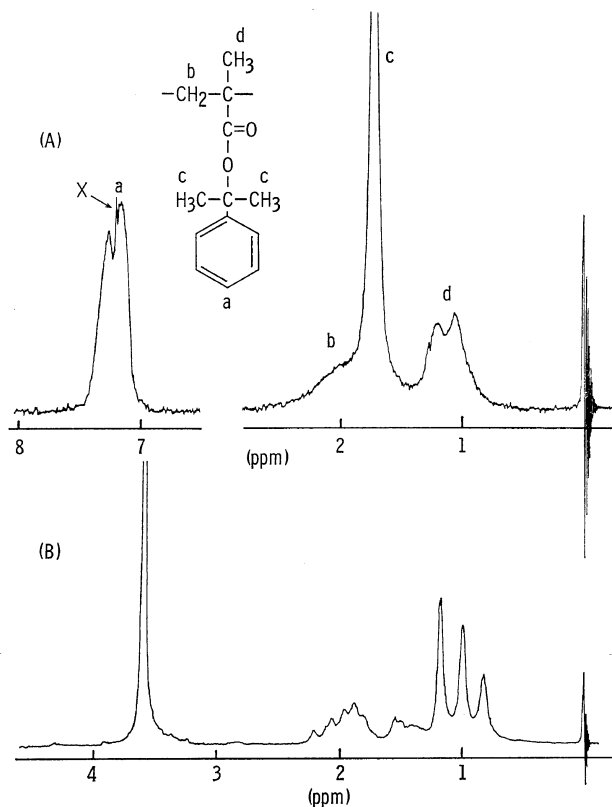 d
CH3
b
c
-CH2-C-
(A)
C=O
O
c c
X a
H3C-C-CH3
a
d
b
8 7 2 1
(ppm)
(B)
4 3 2 1
(ppm)